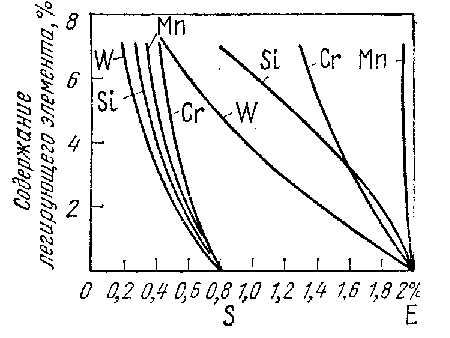 Содержание
легирующего элемента, %
8
6
4
2
W
Si
Mn
Cr
W
Si
Cr
Mn
0 0,2 0,4 0,6 0,8 1,0 1,2 1,4 1,6 1,8 2%
S E